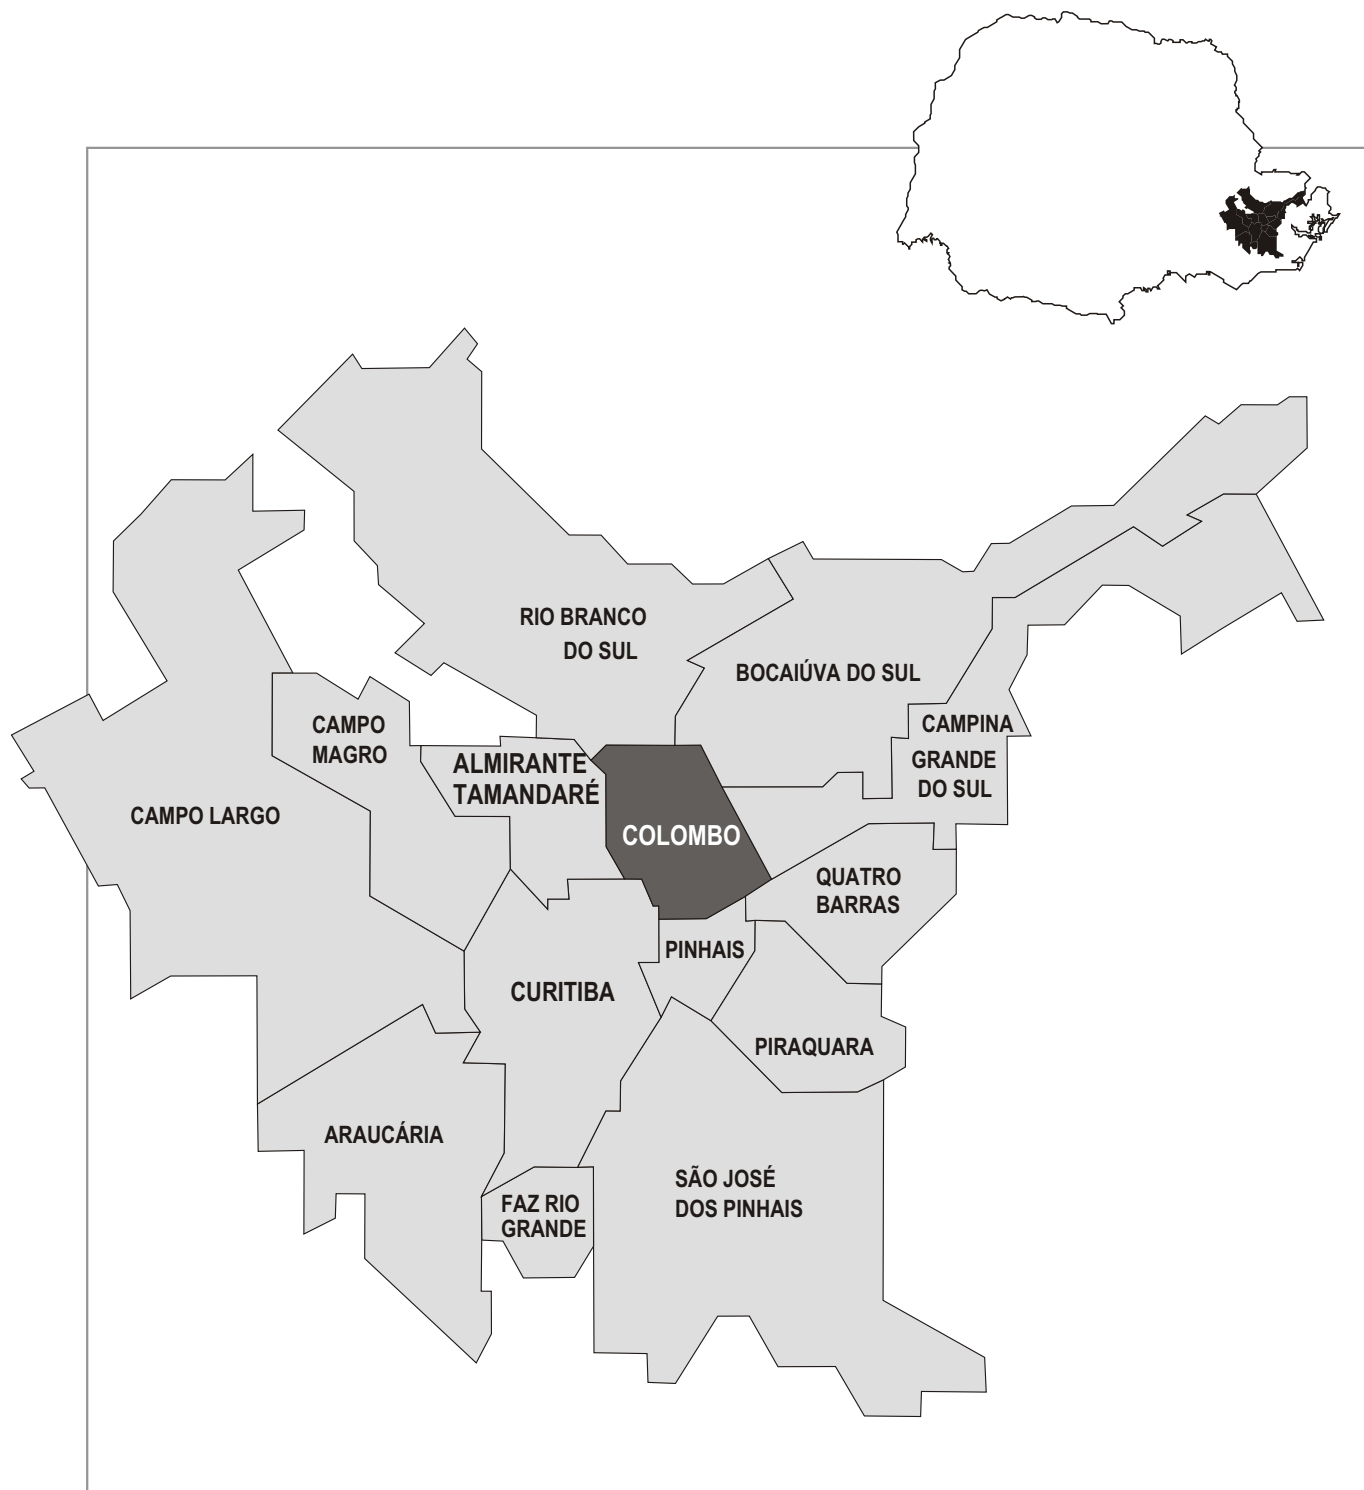 RIO BRANCO
DO SUL
BOCAIÚVA DO SUL
CAMPO
MAGRO
CAMPINA
GRANDE
DO SUL
ALMIRANTE
TAMANDARÉ
CAMPO LARGO
COLOMBO
QUATRO
BARRAS
PINHAIS
CURITIBA
PIRAQUARA
ARAUCÁRIA
SÃO JOSÉ
DOS PINHAIS
FAZ RIO
GRANDE